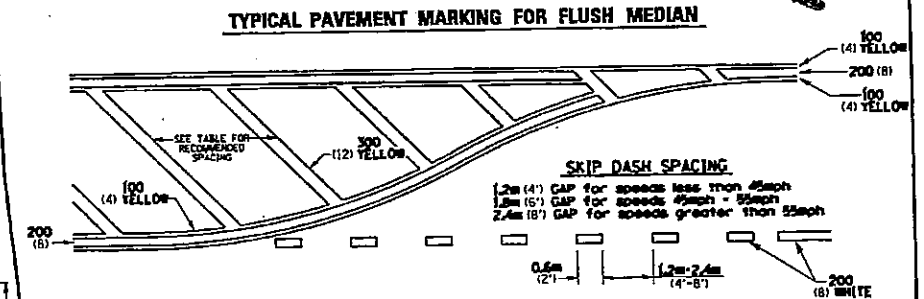 TYPICAL PAVEMENT MARKING FOR FLUSH MEDIAN
100
(4) YELLOW
200 (8)
100
(4) YELLOW
SEE TABLE FOR
RECOMMENDED
SPACING
300
(12) YELLOW
100
(4) YELLOW
200
(8)
SKIP DASH SPACING
1.2m (4') GAP for speeds less than 45mph
1.8m (6') GAP for speeds 45mph - 55mph
2.4m (8') GAP for speeds greater than 55mph
0.6m
(2')
1.2m-2.4m
(4'-8')
200
(8) WHITE